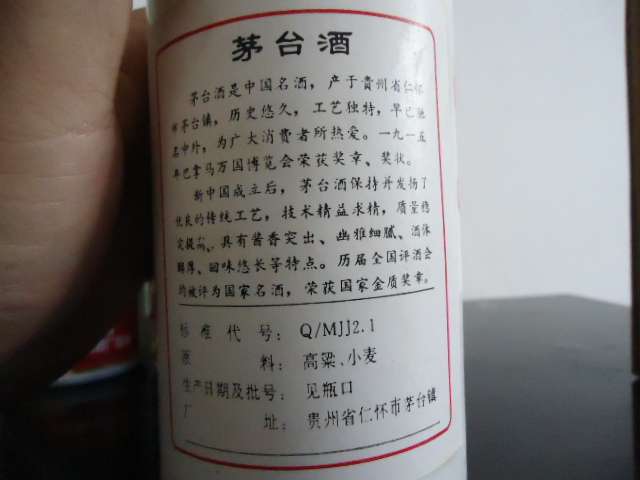 茅台酒
茅台酒是中国名酒，产于贵州省仁怀
市茅台镇，历史悠久，工艺独特，早已驰
名中外，为广大消费者所热爱。一九一五
年巴拿马万国博览会荣获奖章、奖状。
新中国成立后，茅台酒保持并发扬了
优良的传统工艺，技术精益求精，质量稳
定提高，具有酱香突出、幽雅细腻、酒体
醇厚、回味悠长等特点。历届全国评酒会
均被评为国家名酒，荣获国家金质奖章。
标准代号：Q/MJJ2.1
原料：高粱、小麦
生产日期及批号：见瓶口
厂址：贵州省仁怀市茅台镇